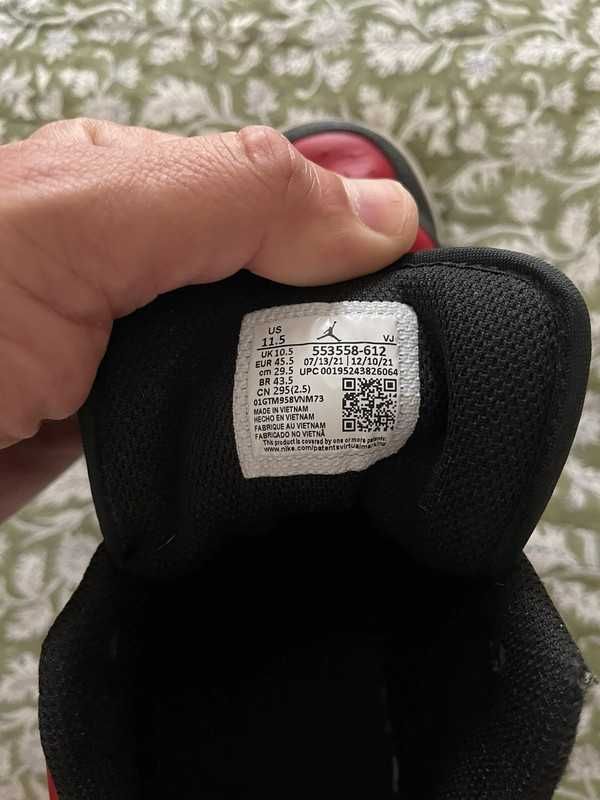 US VJ
11.5
UK 10.5 553558-612
EUR 45.5 07/13/21 | 12/10/21
cm 29.5 UPC 00195243826064
BR 43.5
CN 295(2.5)
01GTM958VNM73
MADE IN VIETNAM
HECHO EN VIETNAM
FABRIQUE AU VIETNAM
FABRICADO NO VIETNÃ
This product is covered by one or more patents:
www.nike.com/patentsvirtualmarking